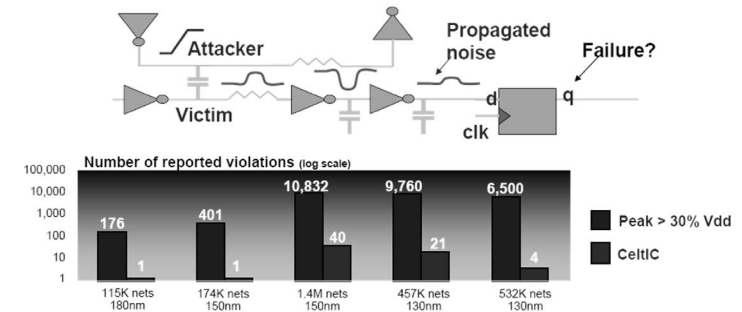 Attacker
Propagated
noise
Failure?
Victim
d
q
clk
Number of reported violations (log scale)
100,000
10,000
1,000
100
10
1
176
1
401
1
10,832
40
9,760
21
6,500
4
115K nets
180nm
174K nets
150nm
1.4M nets
150nm
457K nets
130nm
532K nets
130nm
Peak > 30% Vdd
CeltIC